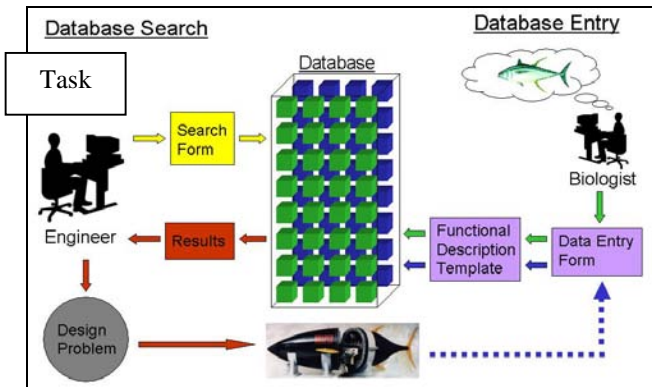 Database Search
Database Entry
Database
Task
Search
Form
Biologist
Engineer
Results
Functional
Description
Template
Data Entry
Form
Design
Problem